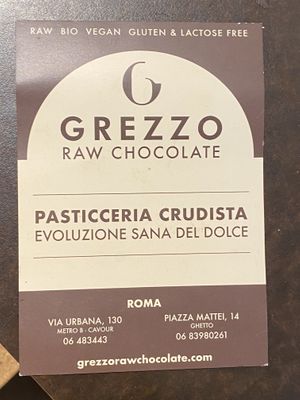 RAW BIO VEGAN GLUTEN & LACTOSE FREE
G
GREZZO
RAW CHOCOLATE
PASTICCERIA CRUDISTA
EVOLUZIONE SANA DEL DOLCE
ROMA
VIA URBANA, 130
METRO B - CAVOUR
06 483443
PIAZZA MATTEI, 14
GHETTO
06 83980261
grezzorawchocolate.com